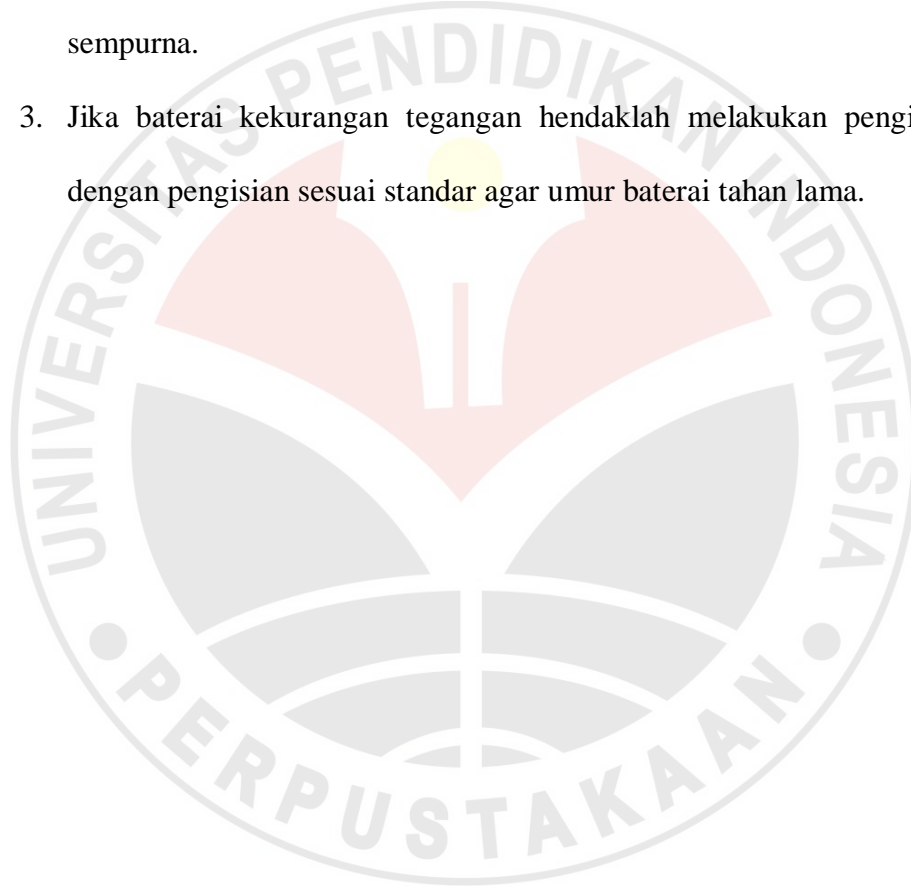 sempurna.
3. Jika baterai kekurangan tegangan hendaklah melakukan
dengan pengisian sesuai standar agar umur baterai tahan lama.
UNIVERSITAS PENDIDIKAN INDONESIA
PERPUSTAKAAN